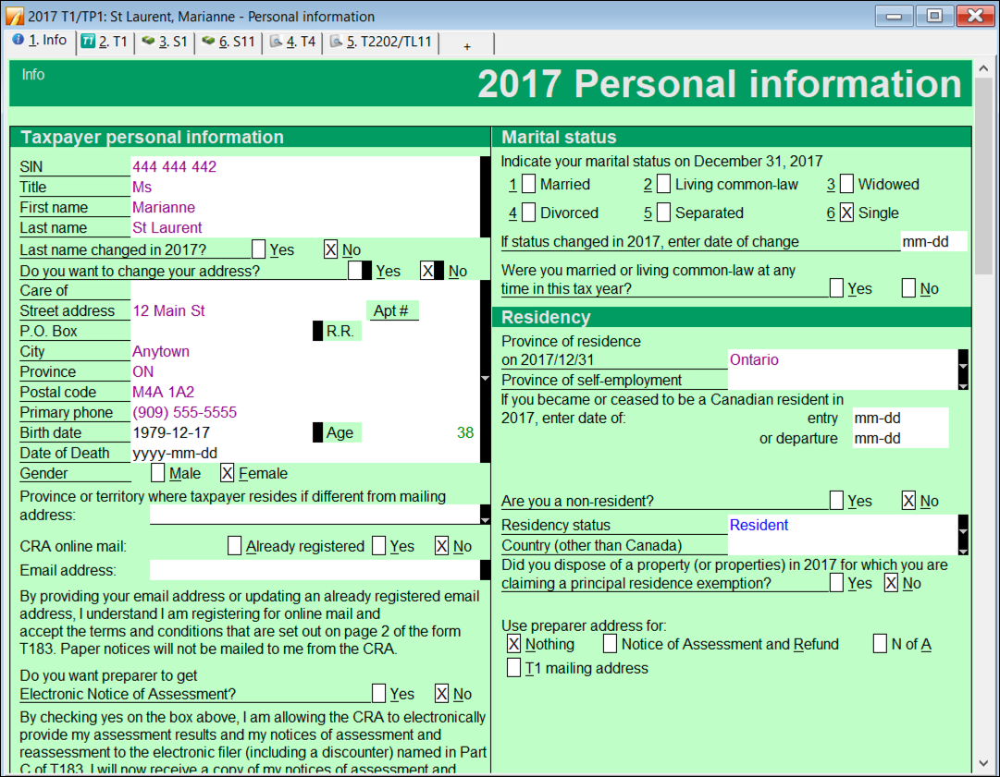 2017 T1/TP1: St Laurent, Marianne - Personal information
1. Info  2. T1  3. S1  6. S11  4. T4  5. T2202/TL11  +
Info
2017 Personal information
Taxpayer personal information
SIN 444 444 442
Title Ms
First name Marianne
Last name St Laurent
Last name changed in 2017? Yes X No
Do you want to change your address? Yes X No
Care of
Street address 12 Main St Apt #
P.O. Box R.R.
City Anytown
Province ON
Postal code M4A 1A2
Primary phone (909) 555-5555
Birth date 1979-12-17 Age 38
Date of Death yyyy-mm-dd
Gender Male X Female
Province or territory where taxpayer resides if different from mailing
address:
CRA online mail: Already registered Yes X No
Email address:
By providing your email address or updating an already registered email
address, I understand I am registering for online mail and
accept the terms and conditions that are set out on page 2 of the form
T183. Paper notices will not be mailed to me from the CRA.
Do you want preparer to get
Electronic Notice of Assessment? Yes X No
By checking yes on the box above, I am allowing the CRA to electronically
provide my assessment results and my notices of assessment and
reassessment to the electronic filer (including a discounter) named in Part
C of T183. I will now receive a copy of my notices of assessment and
Marital status
Indicate your marital status on December 31, 2017
1 Married 2 Living common-law 3 Widowed
4 Divorced 5 Separated 6 X Single
If status changed in 2017, enter date of change mm-dd
Were you married or living common-law at any
time in this tax year? Yes No
Residency
Province of residence
on 2017/12/31 Ontario
Province of self-employment
If you became or ceased to be a Canadian resident in
2017, enter date of: entry mm-dd
or departure mm-dd
Are you a non-resident? Yes X No
Residency status Resident
Country (other than Canada)
Did you dispose of a property (or properties) in 2017 for which you are
claiming a principal residence exemption? Yes X No
Use preparer address for:
X Nothing Notice of Assessment and Refund N of A
T1 mailing address